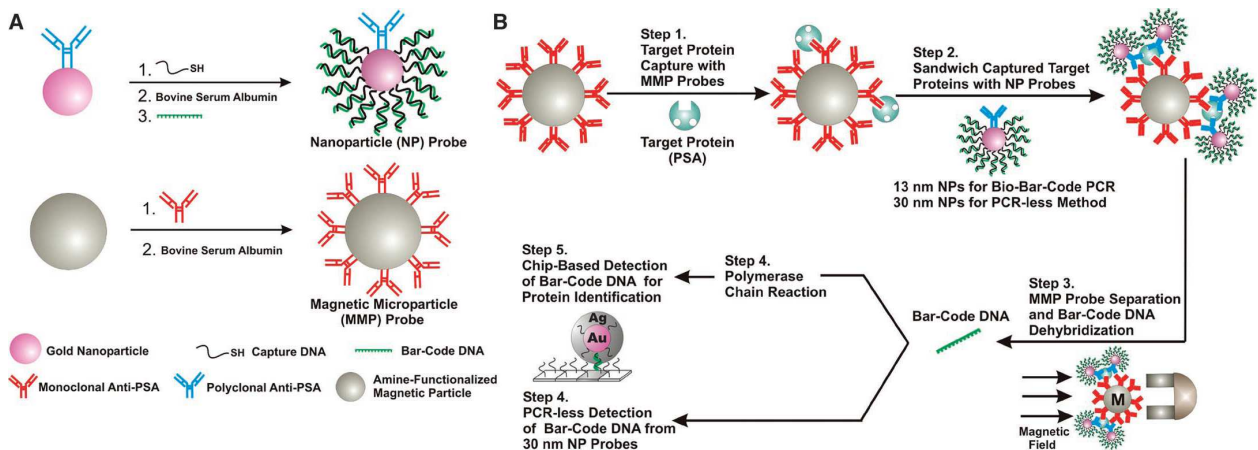 A
1. SH
2. Bovine Serum Albumin
3.
Nanoparticle (NP) Probe
1.
2. Bovine Serum Albumin
Magnetic Microparticle
(MMP) Probe
Gold Nanoparticle
SH Capture DNA
Bar-Code DNA
Monoclonal Anti-PSA
Polyclonal Anti-PSA
Amine-Functionalized
Magnetic Particle
B
Step 1.
Target Protein
Capture with
MMP Probes
Target Protein
(PSA)
Step 2.
Sandwich Captured Target
Proteins with NP Probes
13 nm NPs for Bio-Bar-Code PCR
30 nm NPs for PCR-less Method
Step 3.
MMP Probe Separation
and Bar-Code DNA
Dehybridization
M
Magnetic
Field
Bar-Code DNA
Step 4.
Polymerase
Chain Reaction
Step 5.
Chip-Based Detection
of Bar-Code DNA for
Protein Identification
Ag
Au
Step 4.
PCR-less Detection
of Bar-Code DNA from
30 nm NP Probes